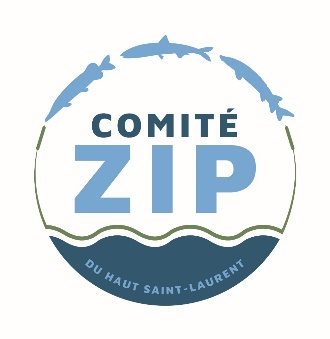 COMITÉ
ZIP
DU HAUT SAINT-LAURENT